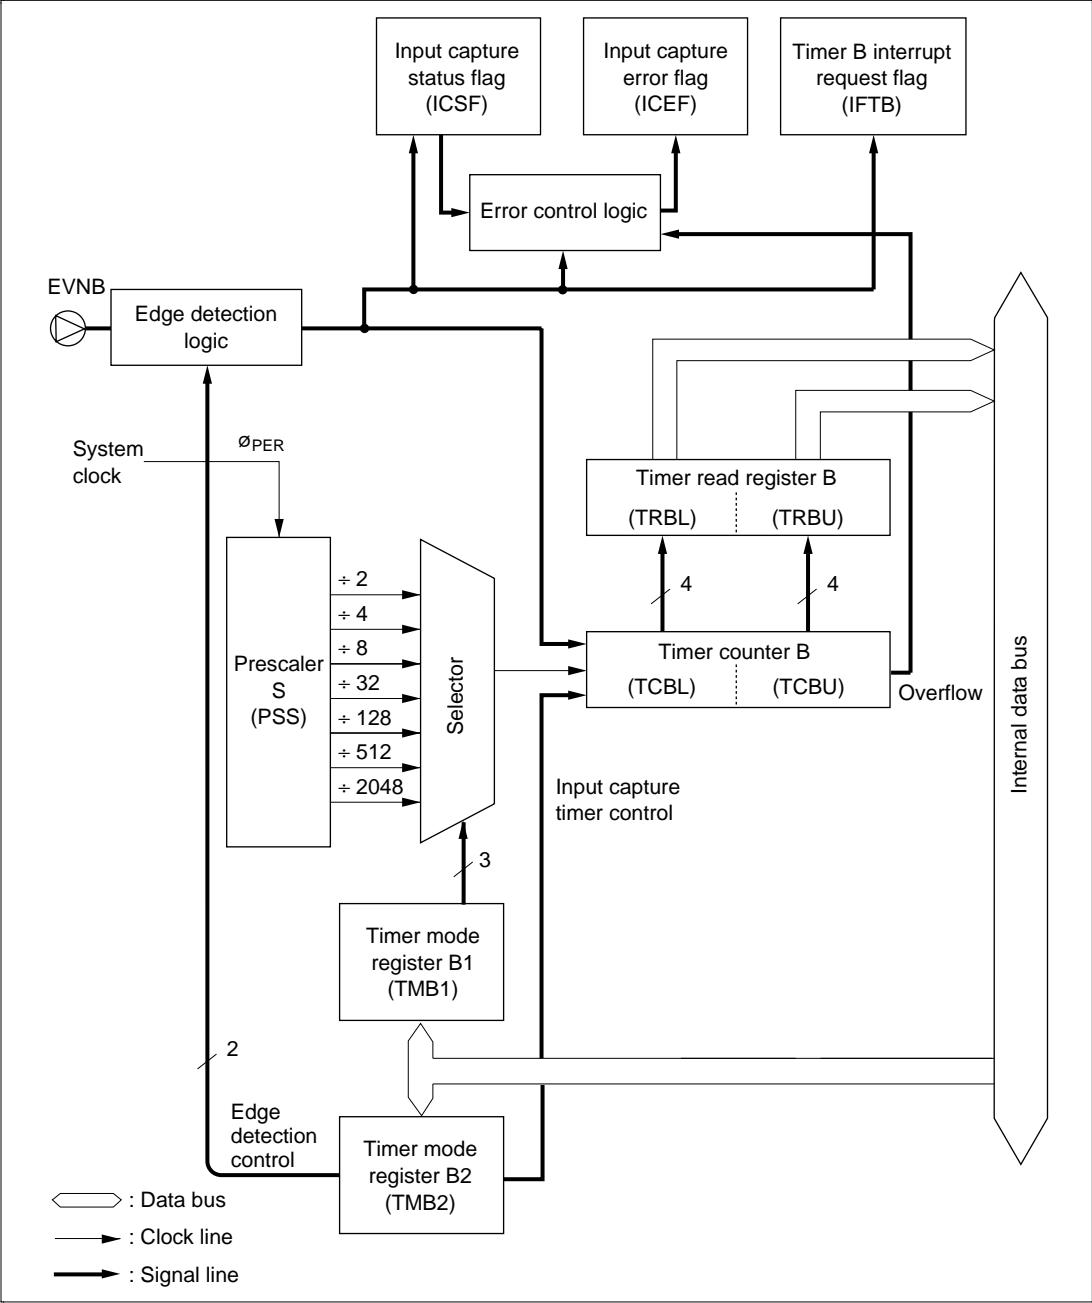 Input capture
status flag
(ICSF)
Input capture
error flag
(ICEF)
Timer B interrupt
request flag
(IFTB)
Error control logic
EVNB
Edge detection
logic
System
clock
øPER
Timer read register B
(TRBL)
(TRBU)
4
4
÷ 2
÷ 4
÷ 8
÷ 32
÷ 128
÷ 512
÷ 2048
Prescaler
S
(PSS)
Selector
Timer counter B
(TCBL)
(TCBU)
Overflow
Internal data bus
Input capture
timer control
3
Timer mode
register B1
(TMB1)
2
Edge
detection
control
Timer mode
register B2
(TMB2)
: Data bus
: Clock line
: Signal line